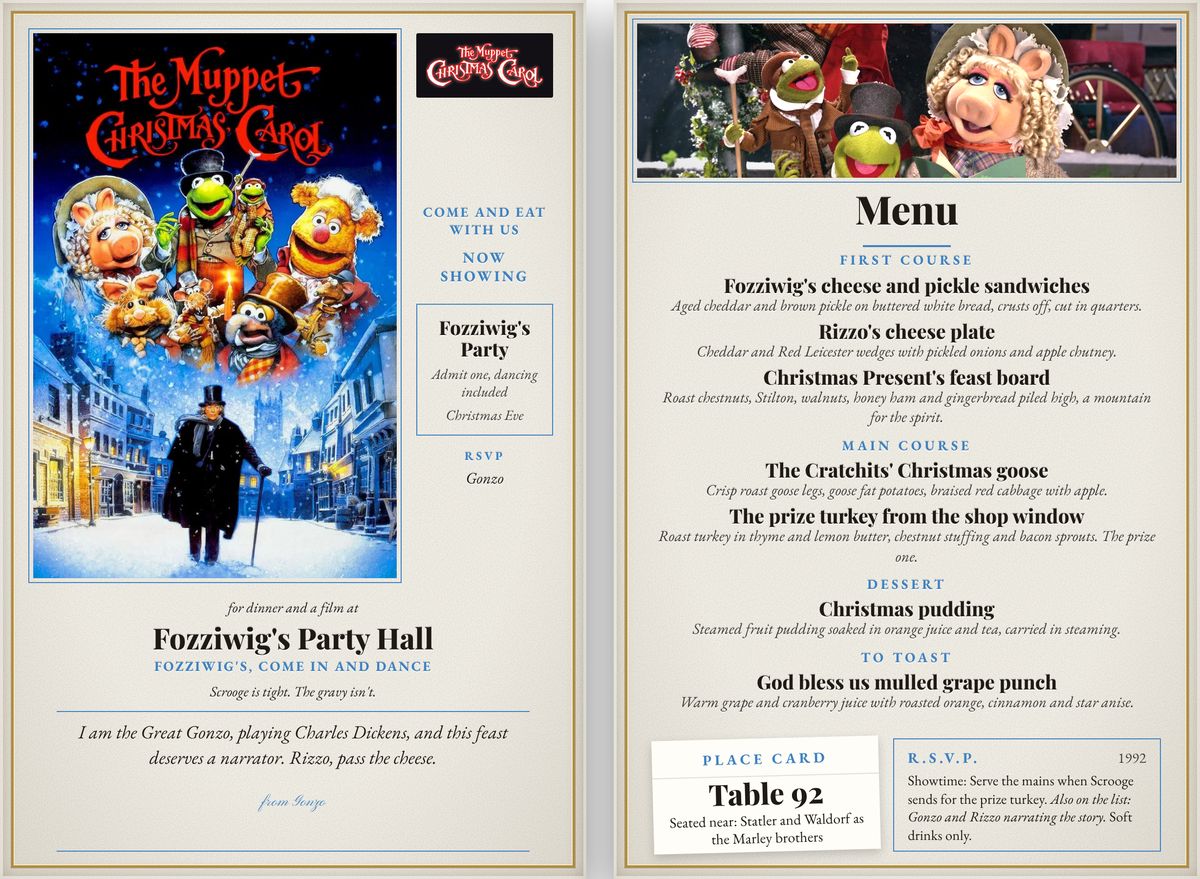 The Muppet
CHRISTMAS CAROL
The Muppet
CHRISTMAS CAROL
COME AND EAT
WITH US
NOW
SHOWING
Fozziwig's
Party
Admit one, dancing
included
Christmas Eve
RSVP
Gonzo
for dinner and a film at
Fozziwig's Party Hall
FOZZIWIG'S, COME IN AND DANCE
Scrooge is tight. The gravy isn't.
I am the Great Gonzo, playing Charles Dickens, and this feast
deserves a narrator. Rizzo, pass the cheese.
from Gonzo
Menu
FIRST COURSE
Fozziwig's cheese and pickle sandwiches
Aged cheddar and brown pickle on buttered white bread, crusts off, cut in quarters.
Rizzo's cheese plate
Cheddar and Red Leicester wedges with pickled onions and apple chutney.
Christmas Present's feast board
Roast chestnuts, Stilton, walnuts, honey ham and gingerbread piled high, a mountain
for the spirit.
MAIN COURSE
The Cratchits' Christmas goose
Crisp roast goose legs, goose fat potatoes, braised red cabbage with apple.
The prize turkey from the shop window
Roast turkey in thyme and lemon butter, chestnut stuffing and bacon sprouts. The prize
one.
DESSERT
Christmas pudding
Steamed fruit pudding soaked in orange juice and tea, carried in steaming.
TO TOAST
God bless us mulled grape punch
Warm grape and cranberry juice with roasted orange, cinnamon and star anise.
PLACE CARD
Table 92
Seated near: Statler and Waldorf as
the Marley brothers
R.S.V.P. 1992
Showtime: Serve the mains when Scrooge
sends for the prize turkey. Also on the list:
Gonzo and Rizzo narrating the story. Soft
drinks only.